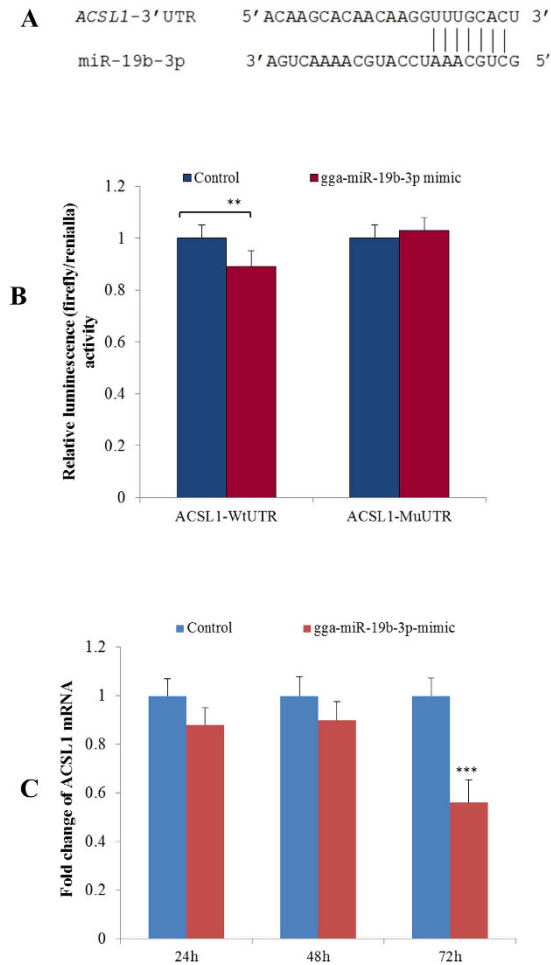 A
ACSL1-3′UTR 5′ACAAGCACAACAAGGUUUGCACU 3′
miR-19b-3p 3′AGUCAAAACGUACCUAAACGUCG 5′
B
Control gga-miR-19b-3p mimic
**
Relative luminescence (firefly/renialla)
activity
1.2
1
0.8
0.6
0.4
0.2
0
ACSL1-WtUTR ACSL1-MuUTR
C
Control gga-miR-19b-3p-mimic
***
Fold change of ACSL1 mRNA
1.2
1
0.8
0.6
0.4
0.2
0
24h 48h 72h